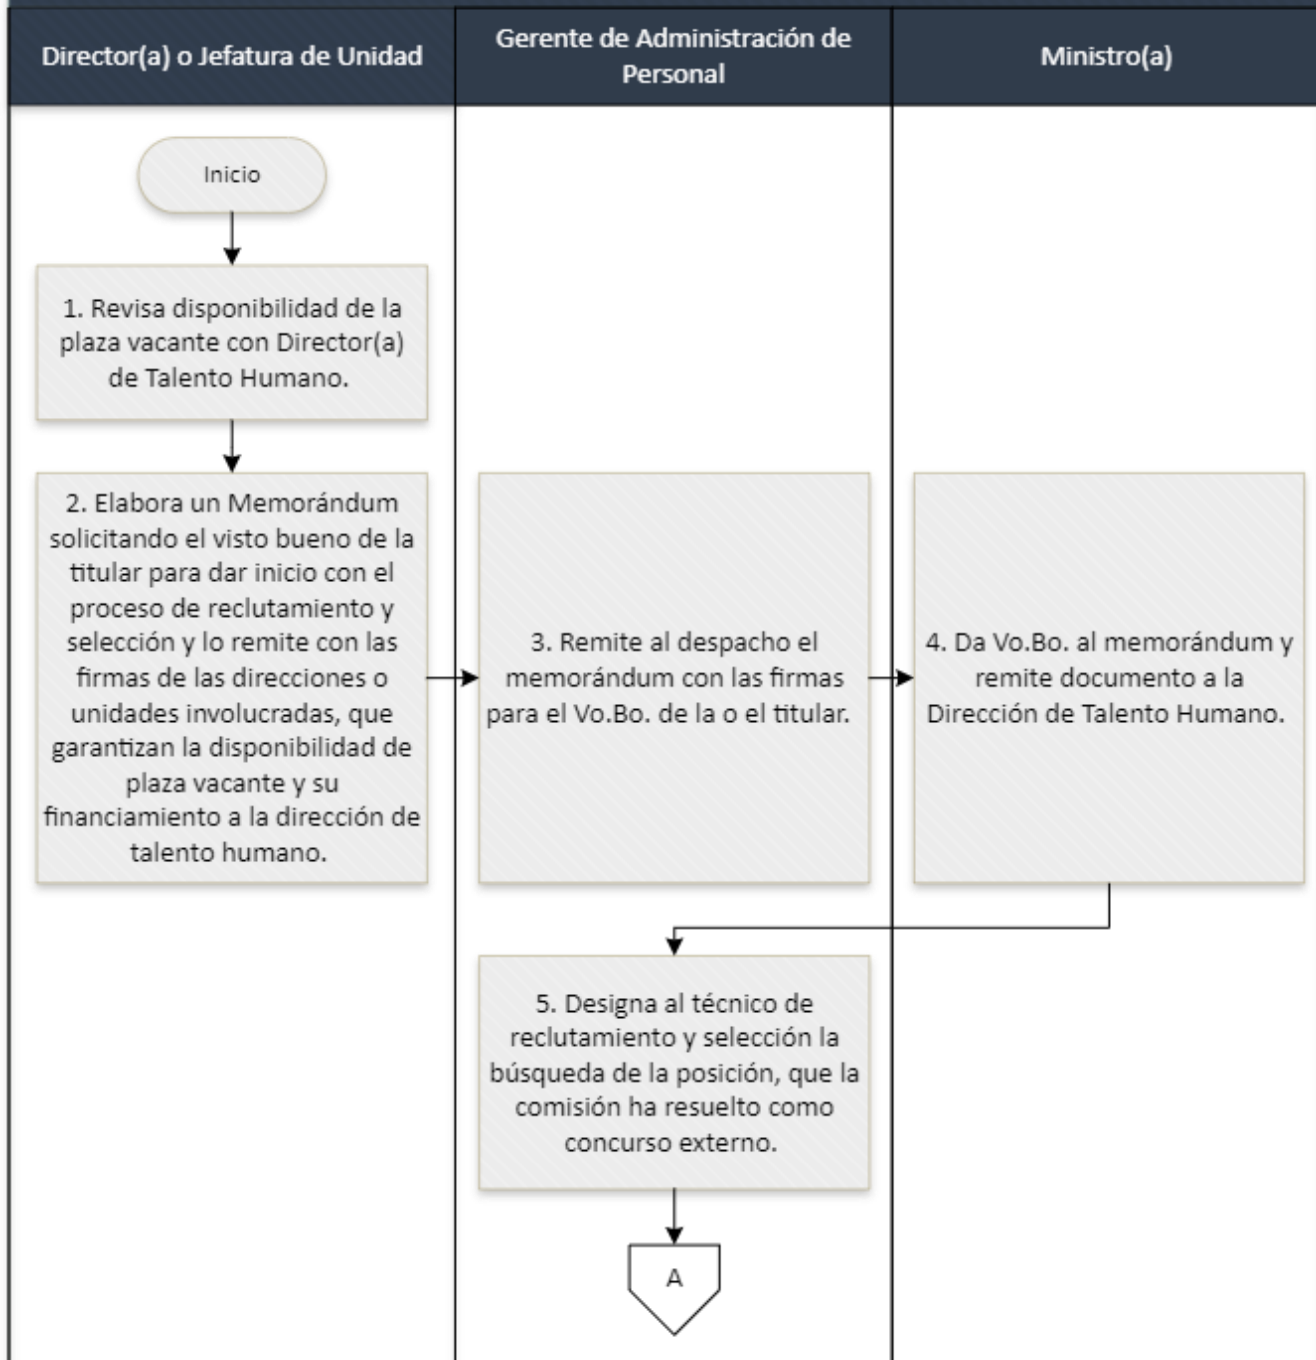 Director(a) o Jefatura de Unidad
Gerente de Administración de
Personal
Ministro(a)
Inicio
1. Revisa disponibilidad de la
plaza vacante con Director(a)
de Talento Humano.
2. Elabora un Memorándum
solicitando el visto bueno de la
titular para dar inicio con el
proceso de reclutamiento y
selección y lo remite con las
firmas de las direcciones o
unidades involucradas, que
garantizan la disponibilidad de
plaza vacante y su
financiamiento a la dirección de
talento humano.
3. Remite al despacho el
memorándum con las firmas
para el Vo.Bo. de la o el titular.
4. Da Vo.Bo. al memorándum y
remite documento a la
Dirección de Talento Humano.
5. Designa al técnico de
reclutamiento y selección la
búsqueda de la posición, que la
comisión ha resuelto como
concurso externo.
A